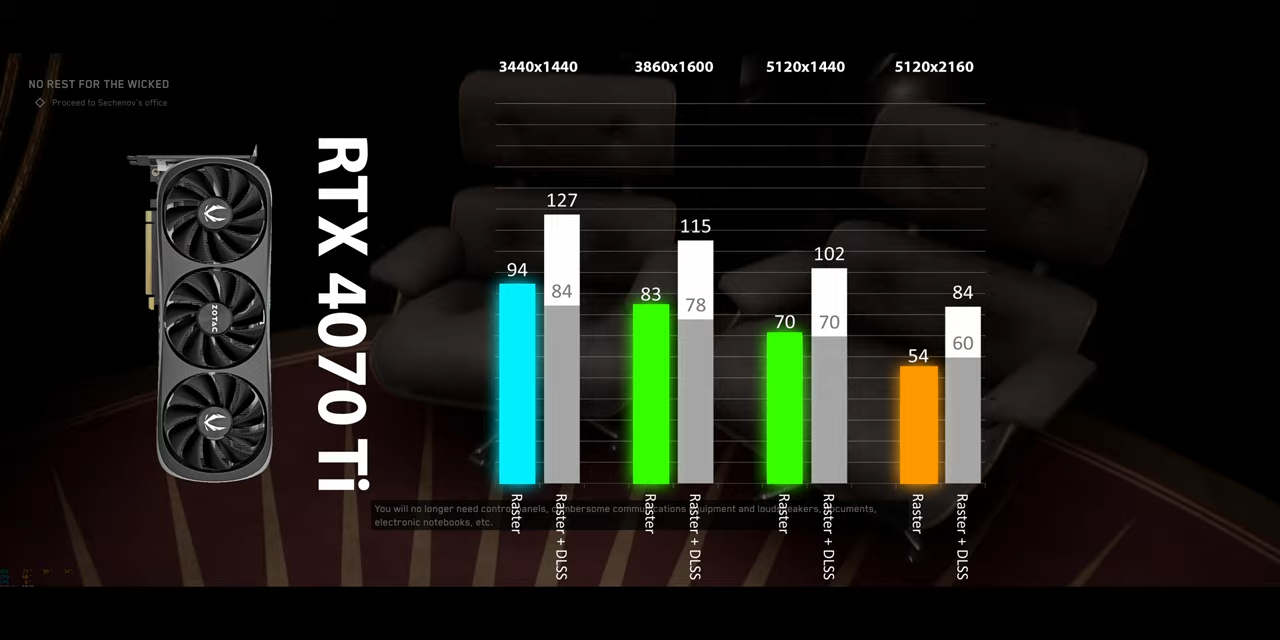 NO REST FOR THE WICKED
Proceed to Sechenov's office
RTX 4070 Ti
ZOTAC
3440x1440
3860x1600
5120x1440
5120x2160
94
127
84
83
115
78
70
102
70
54
84
60
Raster
Raster + DLSS
Raster
Raster + DLSS
Raster
Raster + DLSS
Raster
Raster + DLSS
You will no longer need control panels, cumbersome communications equipment and loudspeakers, documents,
electronic notebooks, etc.